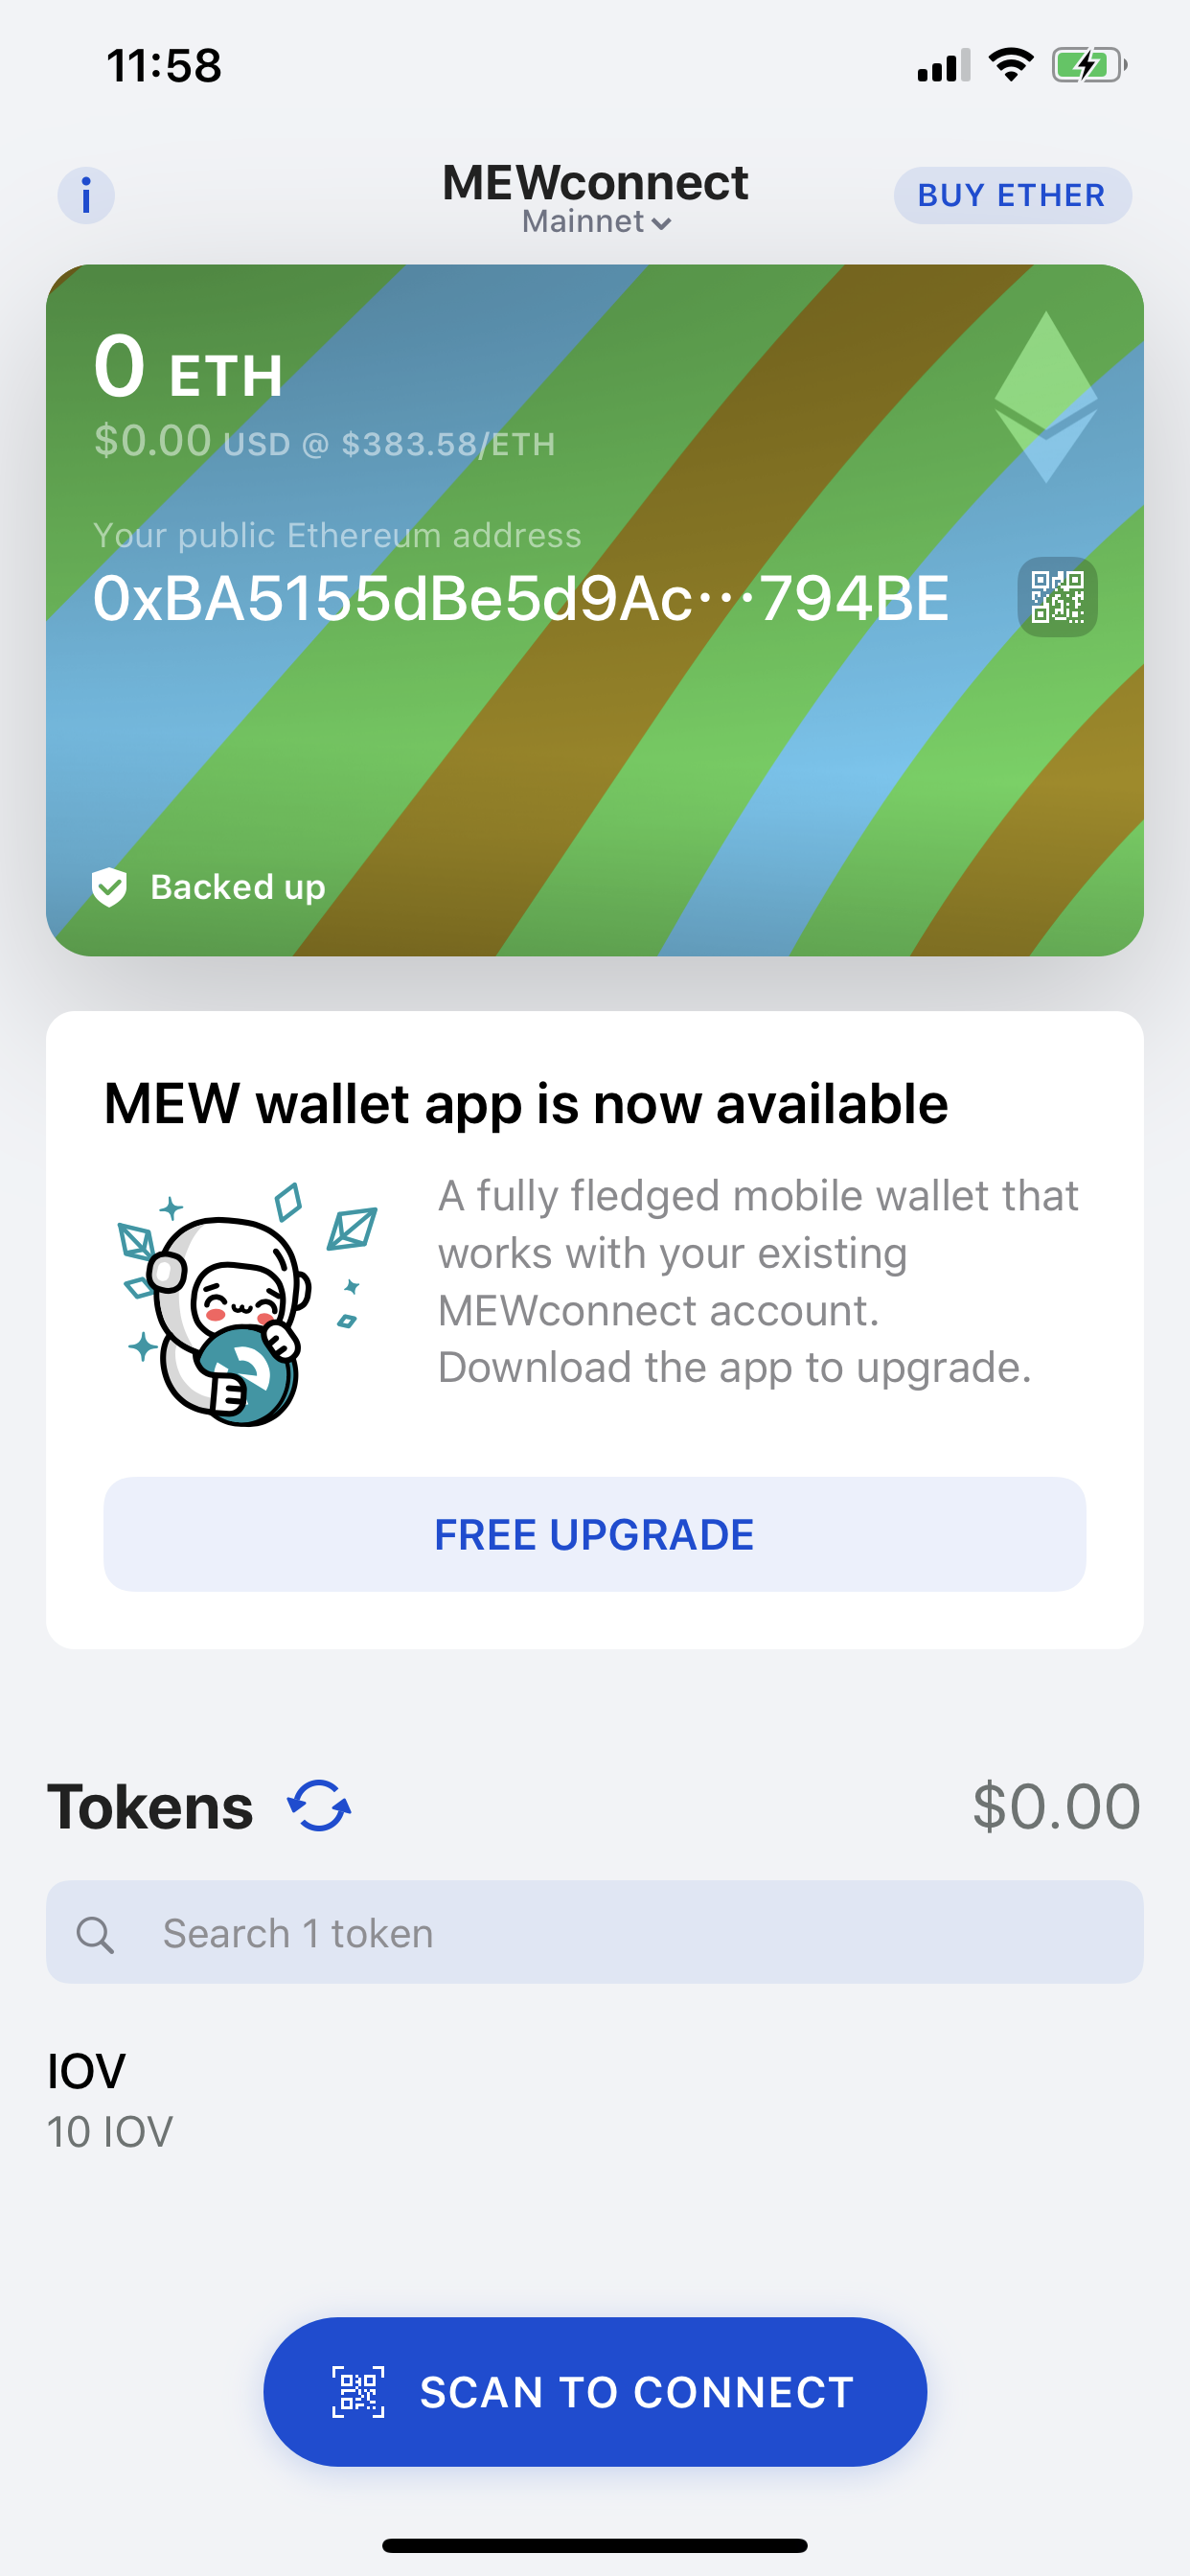 11:58
i
MEWconnect
Mainnet
BUY ETHER
0 ETH
$0.00 USD @ $383.58/ETH
Your public Ethereum address
0xBA5155dBe5d9Ac···794BE
Backed up
MEW wallet app is now available
A fully fledged mobile wallet that
works with your existing
MEWconnect account.
Download the app to upgrade.
FREE UPGRADE
Tokens
$0.00
Search 1 token
IOV
10 IOV
SCAN TO CONNECT